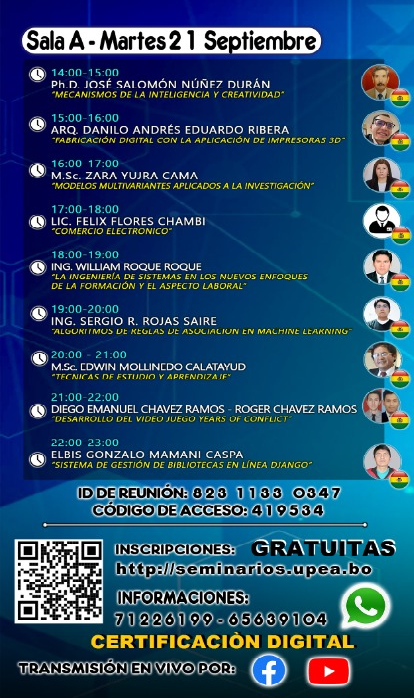 Sala A - Martes 21 Septiembre
14:00-15:00
Ph.D. JOSÉ SALOMÓN NÚÑEZ DURÁN
"MECANISMOS DE LA INTELIGENCIA Y CREATIVIDAD"
15:00-16:00
ARQ. DANILO ANDRÉS EDUARDO RIBERA
"FABRICACIÓN DIGITAL CON LA APLICACIÓN DE IMPRESORAS 3D"
16:00 17:00
M.Sc. ZARA YUJRA CAMA
"MODELOS MULTIVARIANTES APLICADOS A LA INVESTIGACIÓN"
17:00-18:00
LIC. FELIX FLORES CHAMBI
"COMERCIO ELECTRONICO"
18:00-19:00
ING. WILLIAM ROQUE ROQUE
"LA INGENIERÍA DE SISTEMAS EN LOS NUEVOS ENFOQUES
DE LA FORMACIÓN Y EL ASPECTO LABORAL"
19:00-20:00
ING. SERGIO R. ROJAS SAIRE
"ALGORITMOS DE REGLAS DE ASOCIACION EN MACHINE LEARNING"
20:00 - 21:00
M.Sc. EDWIN MOLLINEDO CALATAYUD
"TECNICAS DE ESTUDIO Y APRENDIZAJE"
21:00-22:00
DIEGO EMANUEL CHAVEZ RAMOS - ROGER CHAVEZ RAMOS
"DESARROLLO DEL VIDEO JUEGO YEARS OF CONFLICT"
22:00 23:00
ELBIS GONZALO MAMANI CASPA
"SISTEMA DE GESTIÓN DE BIBLIOTECAS EN LÍNEA DJANGO"
ID DE REUNIÓN: 823 1133 0347
CÓDIGO DE ACCESO: 419534
INSCRIPCIONES: GRATUITAS
http://seminarios.upea.bo
INFORMACIONES:
71226199-65639104
CERTIFICACIÒN DIGITAL
TRANSMISIÓN EN VIVO POR: